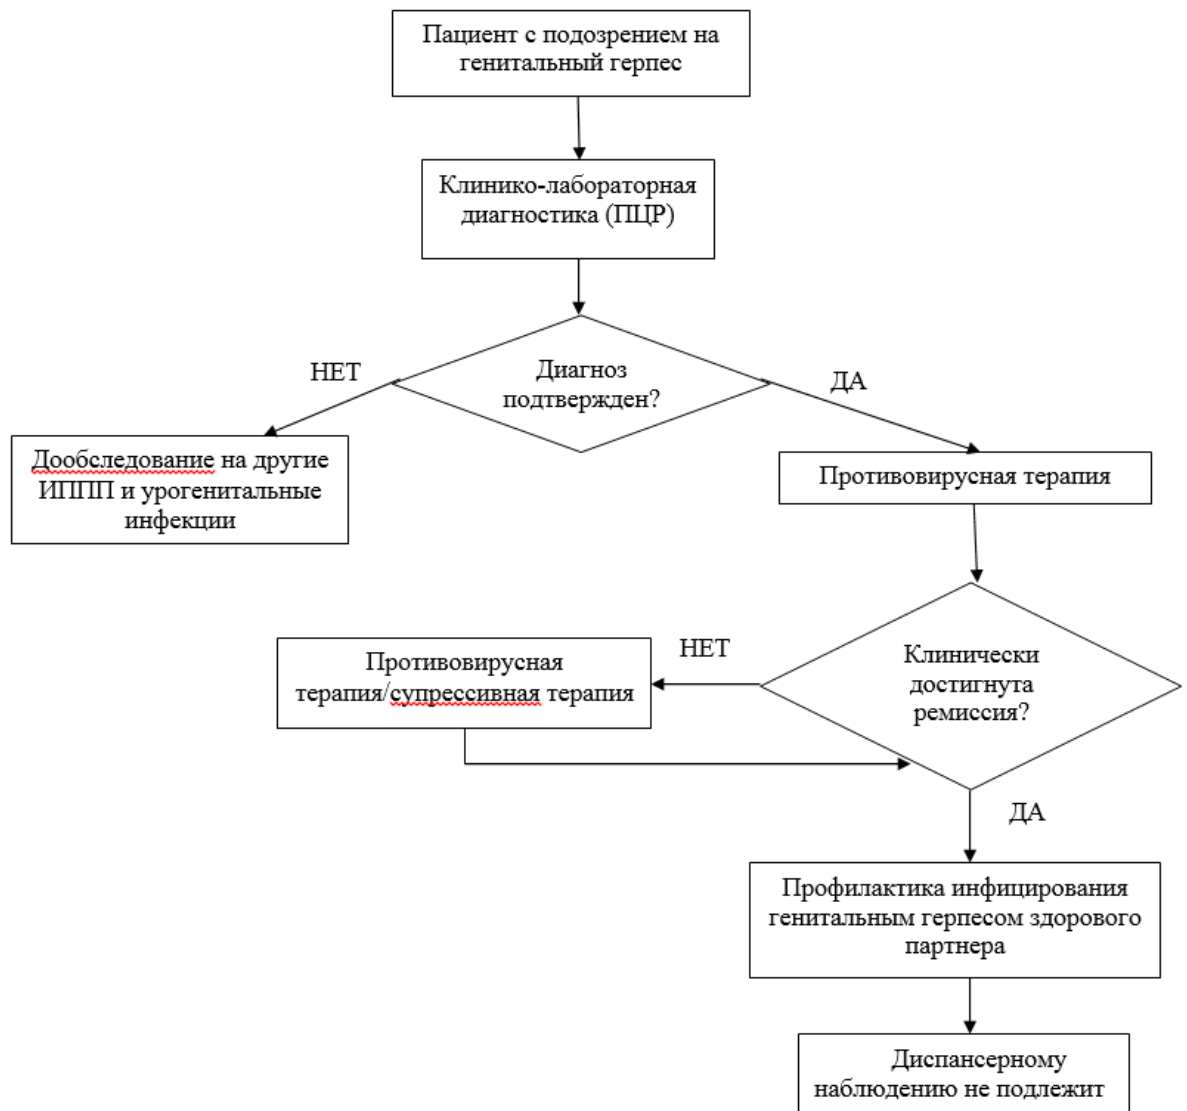 Пациент с подозрением на
генитальный герпес
Клинико-лабораторная
диагностика (ПЦР)
Диагноз
подтвержден?
НЕТ
ДА
Дообследование на другие
ИППП и урогенитальные
инфекции
Противовирусная терапия
Клинически
достигнута
ремиссия?
НЕТ
Противовирусная
терапия/супрессивная терапия
ДА
Профилактика инфицирования
генитальным герпесом здорового
партнера
Диспансерному
наблюдению не подлежит